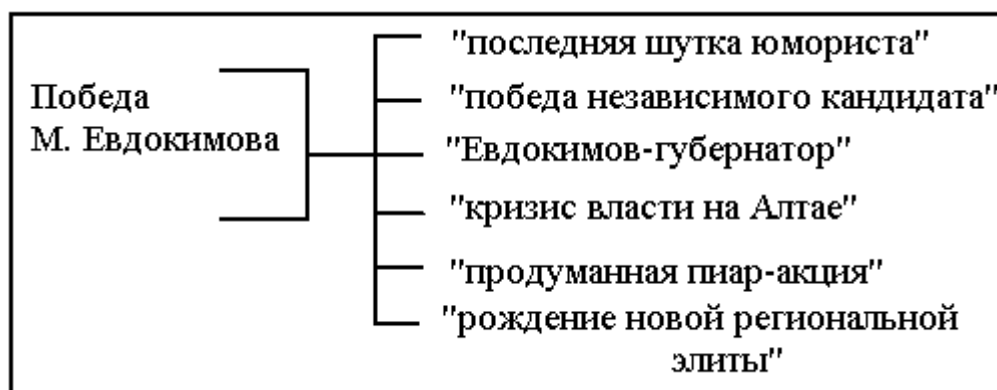 Победа
М. Евдокимова
"последняя шутка юмориста"
"победа независимого кандидата"
"Евдокимов-губернатор"
"кризис власти на Алтае"
"продуманная пиар-акция"
"рождение новой региональной
элиты"